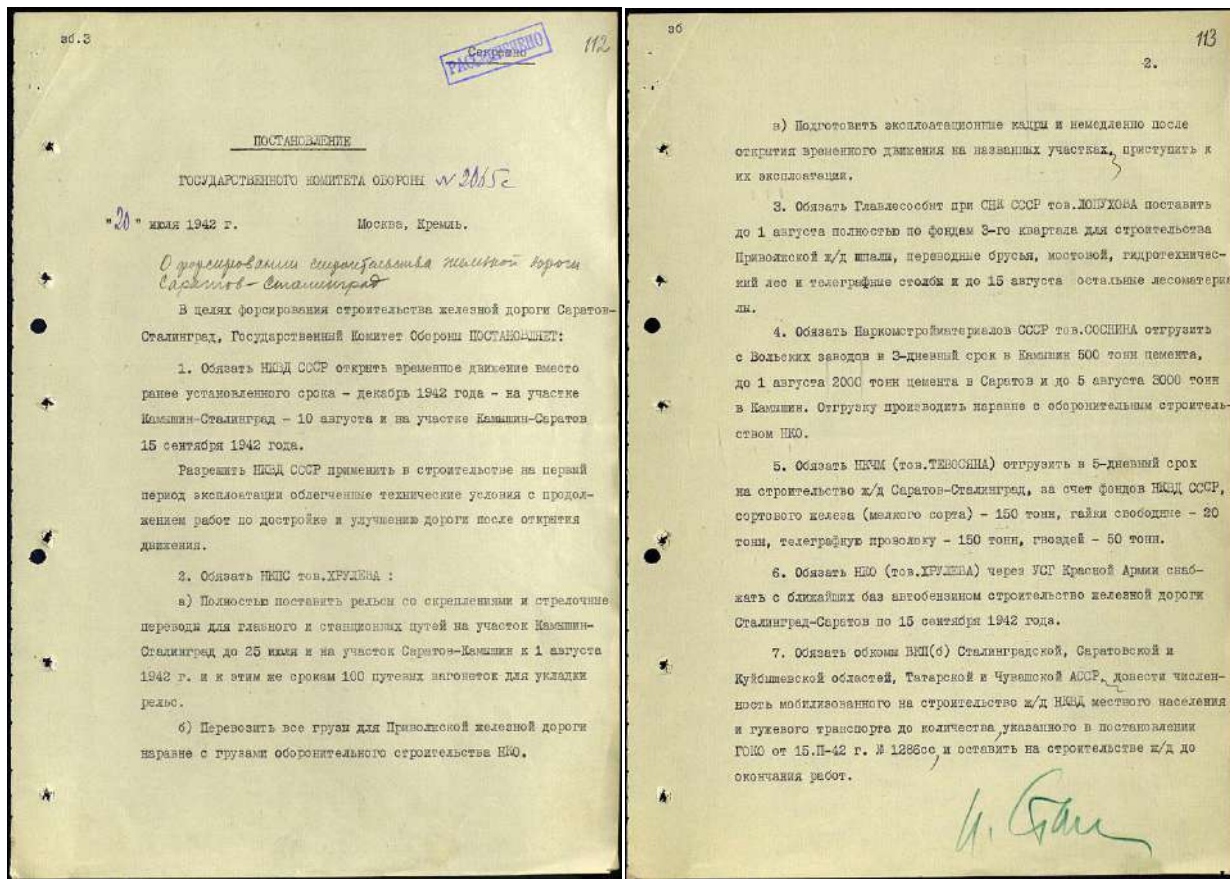 зб.3
112
Секретно
РАССЕКРЕЧЕНО
ПОСТАНОВЛЕНИЕ
ГОСУДАРСТВЕННОГО КОМИТЕТА ОБОРОНЫ № 2065с
"20" июля 1942 г. Москва, Кремль.
О форсировании строительства железной дороги
Саратов-Сталинград
В целях форсирования строительства железной дороги Саратов-
Сталинград, Государственный Комитет Обороны ПОСТАНОВЛЯЕТ:
1. Обязать НКВД СССР открыть временное движение вместо
ранее установленного срока - декабрь 1942 года - на участке
Камышин-Сталинград - 10 августа и на участке Камышин-Саратов
15 сентября 1942 года.
Разрешить НКВД СССР применить в строительстве на первый
период эксплоатации облегченные технические условия с продол-
жением работ по достройке и улучшению дороги после открытия
движения.
2. Обязать НКПС тов.ХРУЛЕВА :
а) Полностью поставить рельсы со скреплениями и стрелочные
переводы для главного и станционных путей на участок Камышин-
Сталинград до 25 июля и на участок Саратов-Камышин к 1 августа
1942 г. и к этим же срокам 100 путевых вагонеток для укладки
рельс.
б) Перевозить все грузы для Приволжской железной дороги
наравне с грузами оборонительного строительства НКО.
зб
113
2.
в) Подготовить эксплоатационные кадры и немедленно после
открытия временного движения на названных участках, приступить к
их эксплоатации.
3. Обязать Главлесосбыт при СНК СССР тов.ЛОПУХОВА поставить
до 1 августа полностью по фондам 3-го квартала для строительства
Приволжской ж/д шпалы, переводные брусья, мостовой, гидротехничес-
кий лес и телеграфные столбы и до 15 августа остальные лесоматериа
лы.
4. Обязать Наркомстройматериалов СССР тов.СОСНИНА отгрузить
с Вольских заводов в 3-дневный срок в Камышин 500 тонн цемента,
до 1 августа 2000 тонн цемента в Саратов и до 5 августа 3000 тонн
в Камышин. Отгрузку производить наравне с оборонительным строитель-
ством НКО.
5. Обязать НКЧМ (тов.ТЕВОСЯНА) отгрузить в 5-дневный срок
на строительство ж/д Саратов-Сталинград, за счет фондов НКВД СССР,
сортового железа (мелкого сорта) - 150 тонн, гайки свободные - 20
тонн, телеграфную проволоку - 150 тонн, гвоздей - 50 тонн.
6. Обязать НКО (тов.ХРУЛЕВА) через УСГ Красной Армии снаб-
жать с ближайших баз автобензином строительство железной дороги
Сталинград-Саратов по 15 сентября 1942 года.
7. Обязать обкомы ВКП(б) Сталинградской, Саратовской и
Куйбышевской областей, Татарской и Чувашской АССР, довести числен-
ность мобилизованного на строительство ж/д НКВД местного населения
и гужевого транспорта до количества, указанного в постановлении
ГОКО от 15.П-42 г. № 1286сс, и оставить на строительстве ж/д до
окончания работ.
И. Стали